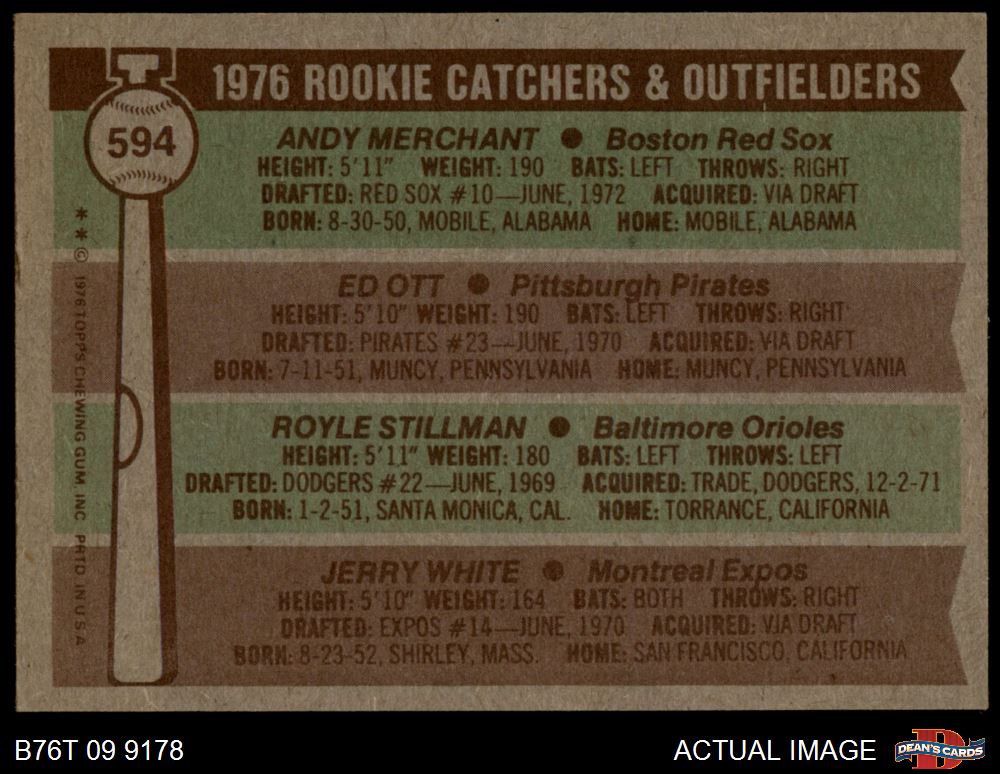 1976 ROOKIE CATCHERS & OUTFIELDERS
594
ANDY MERCHANT ● Boston Red Sox
HEIGHT: 5'11" WEIGHT: 190 BATS: LEFT THROWS: RIGHT
DRAFTED: RED SOX #10—JUNE, 1972 ACQUIRED: VIA DRAFT
BORN: 8-30-50, MOBILE, ALABAMA HOME: MOBILE, ALABAMA
ED OTT ● Pittsburgh Pirates
HEIGHT: 5'10" WEIGHT: 190 BATS: LEFT THROWS: RIGHT
DRAFTED: PIRATES #23—JUNE, 1970 ACQUIRED: VIA DRAFT
BORN: 7-11-51, MUNCY, PENNSYLVANIA HOME: MUNCY, PENNSYLVANIA
ROYLE STILLMAN ● Baltimore Orioles
HEIGHT: 5'11" WEIGHT: 180 BATS: LEFT THROWS: LEFT
DRAFTED: DODGERS #22—JUNE, 1969 ACQUIRED: TRADE, DODGERS, 12-2-71
BORN: 1-2-51, SANTA MONICA, CAL. HOME: TORRANCE, CALIFORNIA
JERRY WHITE ● Montreal Expos
HEIGHT: 5'10" WEIGHT: 164 BATS: BOTH THROWS: RIGHT
DRAFTED: EXPOS #14—JUNE, 1970 ACQUIRED: VIA DRAFT
BORN: 8-23-52, SHIRLEY, MASS. HOME: SAN FRANCISCO, CALIFORNIA
* * © 1976 TOPPS CHEWING GUM, INC. PRTD. IN U S A
B76T 09 9178
ACTUAL IMAGE
DEAN'S CARDS